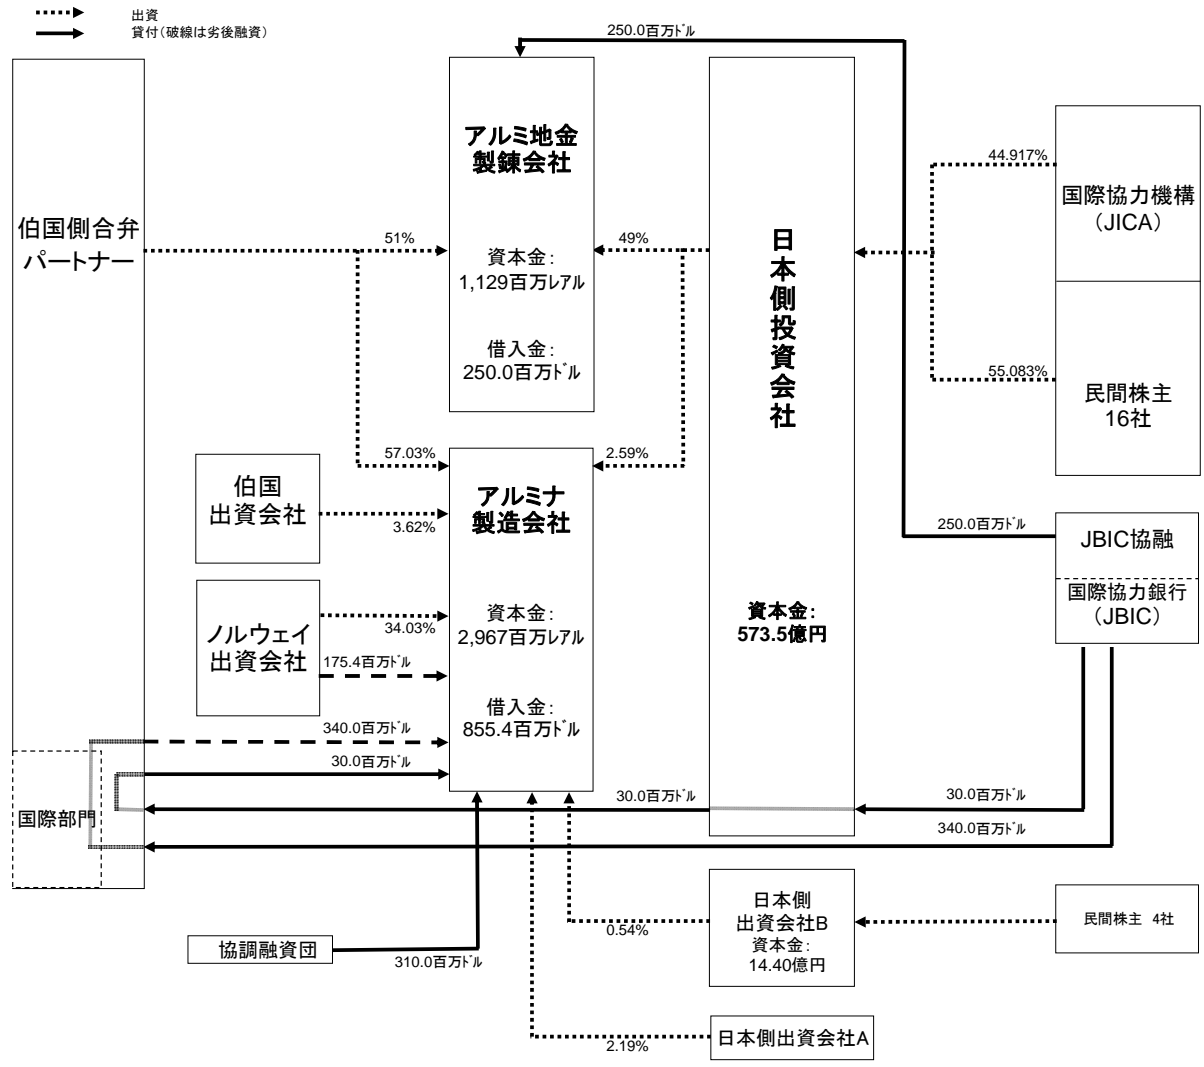 出資
貸付(破線は劣後融資)
250.0百万ﾄﾞﾙ
伯国側合弁
パートナー
国際部門
アルミ地金
製錬会社
資本金:
1,129百万ﾚｱﾙ
借入金:
250.0百万ﾄﾞﾙ
51%
49%
日本側投資会社
資本金:
573.5億円
44.917%
国際協力機構
(JICA)
55.083%
民間株主
16社
57.03%
2.59%
伯国
出資会社
3.62%
アルミナ
製造会社
資本金:
2,967百万ﾚｱﾙ
借入金:
855.4百万ﾄﾞﾙ
ノルウェイ
出資会社
34.03%
175.4百万ﾄﾞﾙ
250.0百万ﾄﾞﾙ
JBIC協融
国際協力銀行
(JBIC)
340.0百万ﾄﾞﾙ
30.0百万ﾄﾞﾙ
30.0百万ﾄﾞﾙ
30.0百万ﾄﾞﾙ
340.0百万ﾄﾞﾙ
協調融資団
310.0百万ﾄﾞﾙ
0.54%
日本側
出資会社B
資本金:
14.40億円
民間株主 4社
2.19%
日本側出資会社A